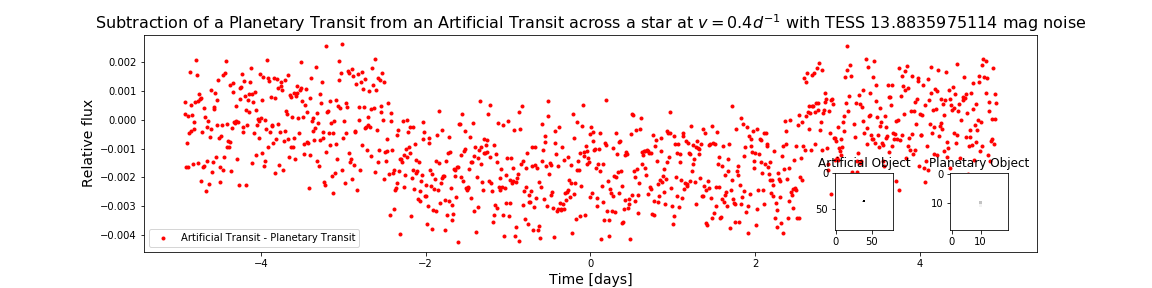 Subtraction of a Planetary Transit from an Artificial Transit across a star at v = 0.4d⁻¹ with TESS 13.8835975114 mag noise
Relative flux
0.002
0.001
0.000
−0.001
−0.002
−0.003
−0.004
Artificial Transit - Planetary Transit
Artificial Object
0
50
0 50
Planetary Object
0
10
0 10
−4 −2 0 2 4
Time [days]